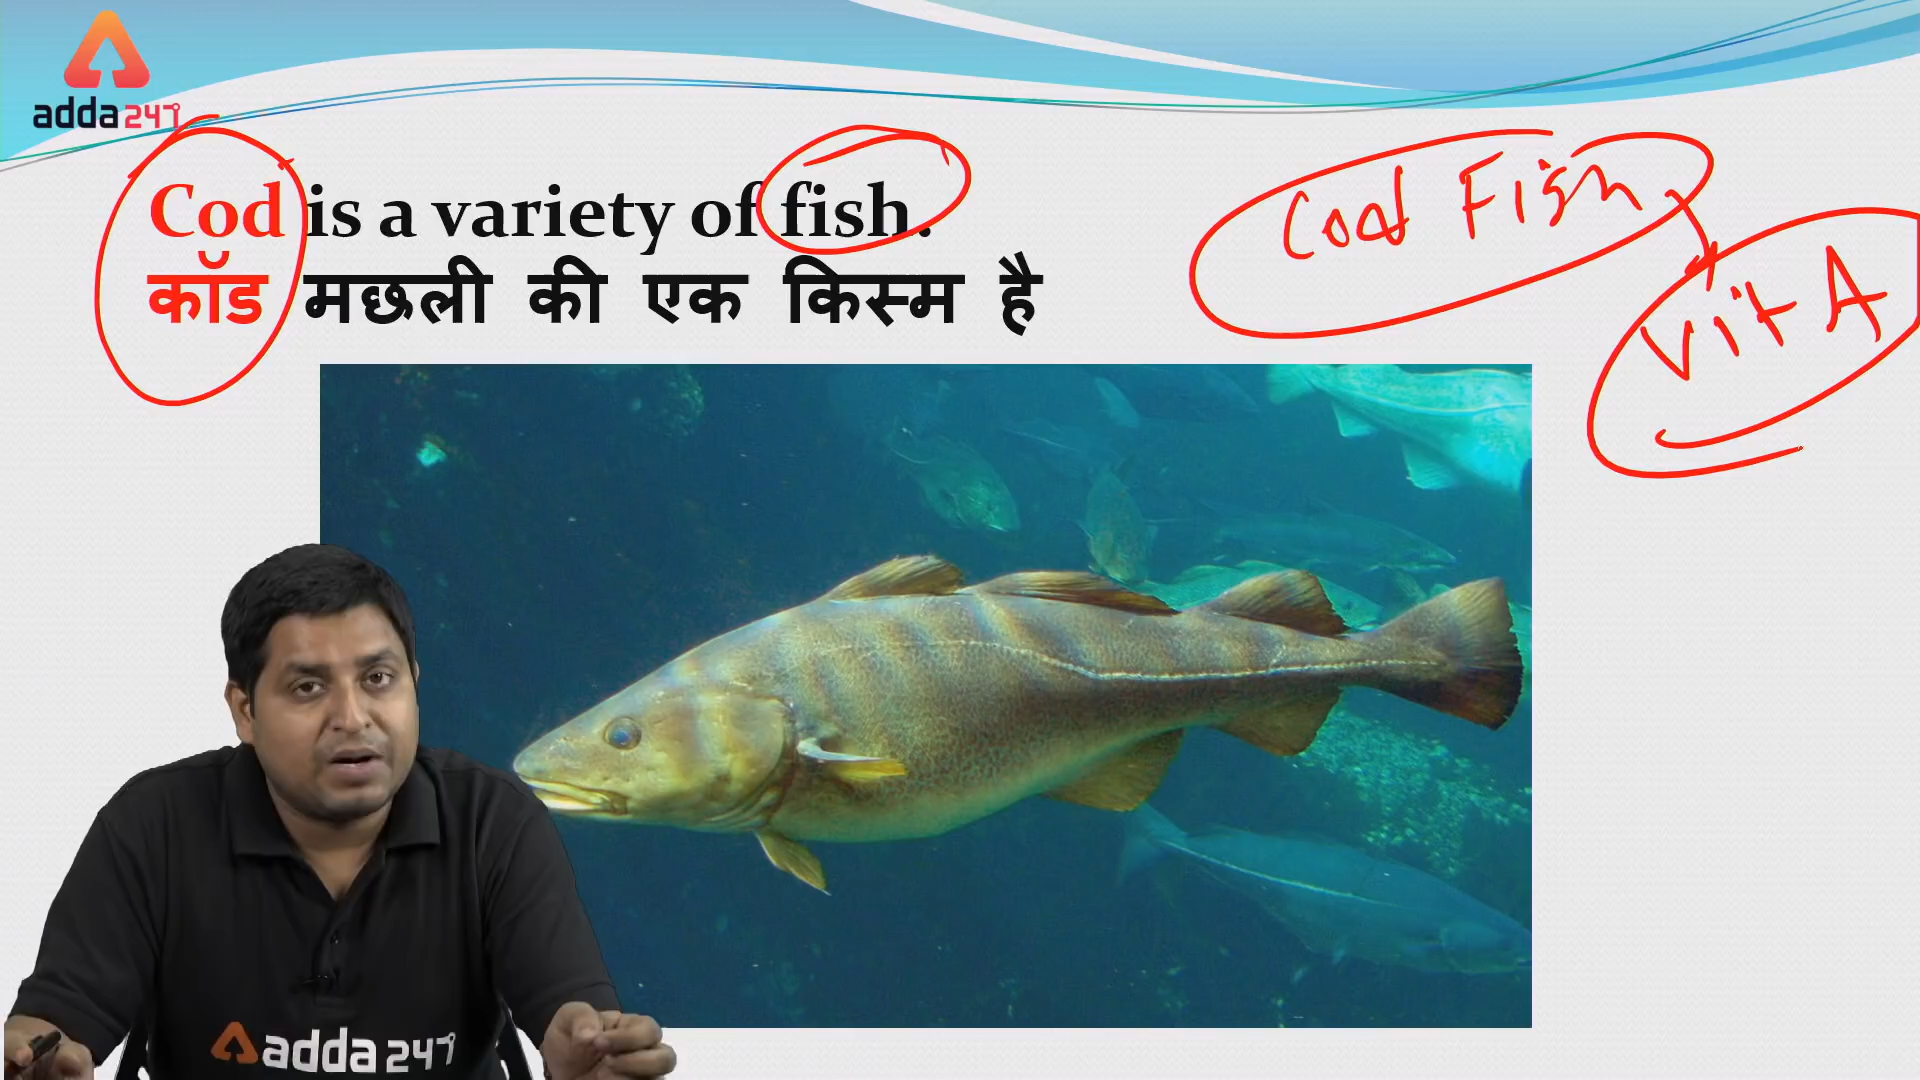 adda247
Cod is a variety of fish.
कॉड मछली की एक किस्म है
Cod Fish
Vit A
adda247